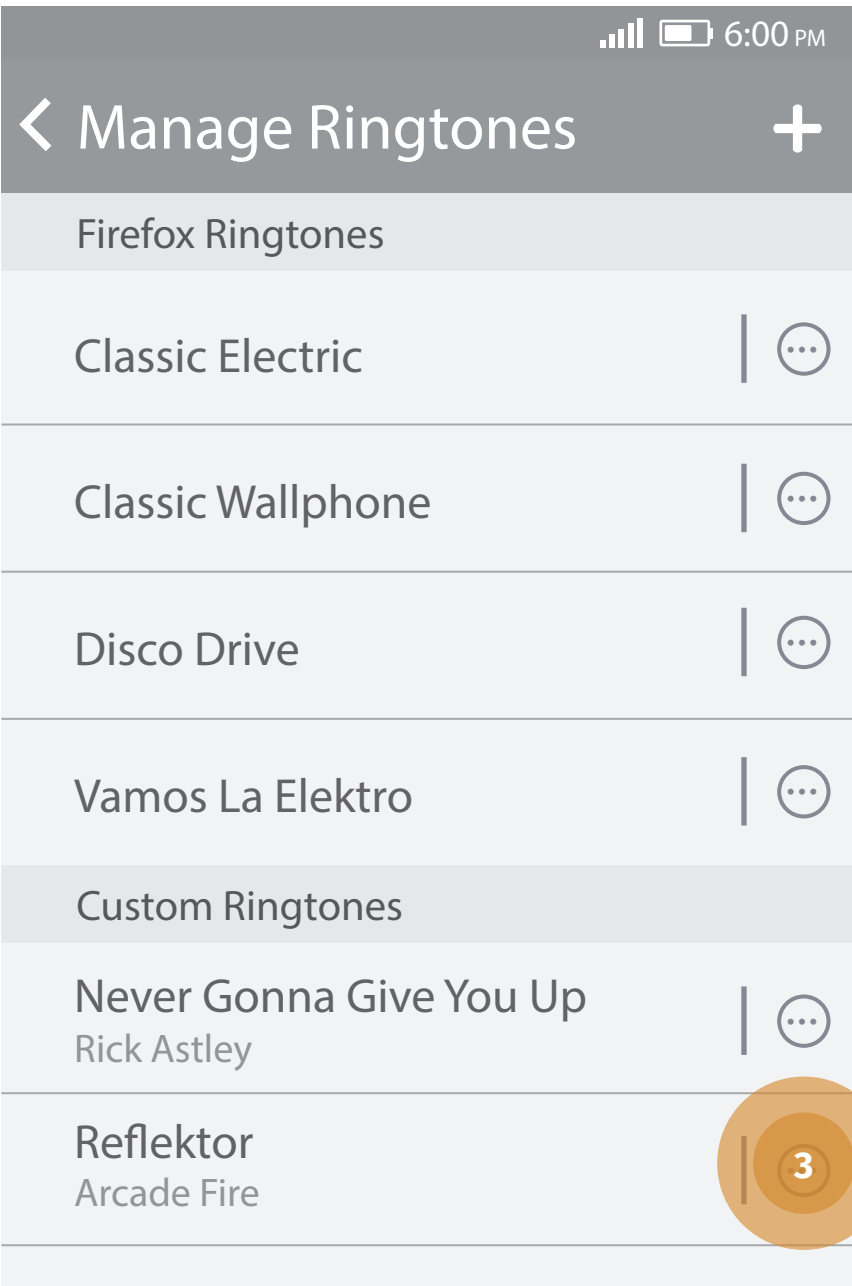 6:00 PM
Manage Ringtones
Firefox Ringtones
Classic Electric
Classic Wallphone
Disco Drive
Vamos La Elektro
Custom Ringtones
Never Gonna Give You Up
Rick Astley
Reflektor
3
Arcade Fire